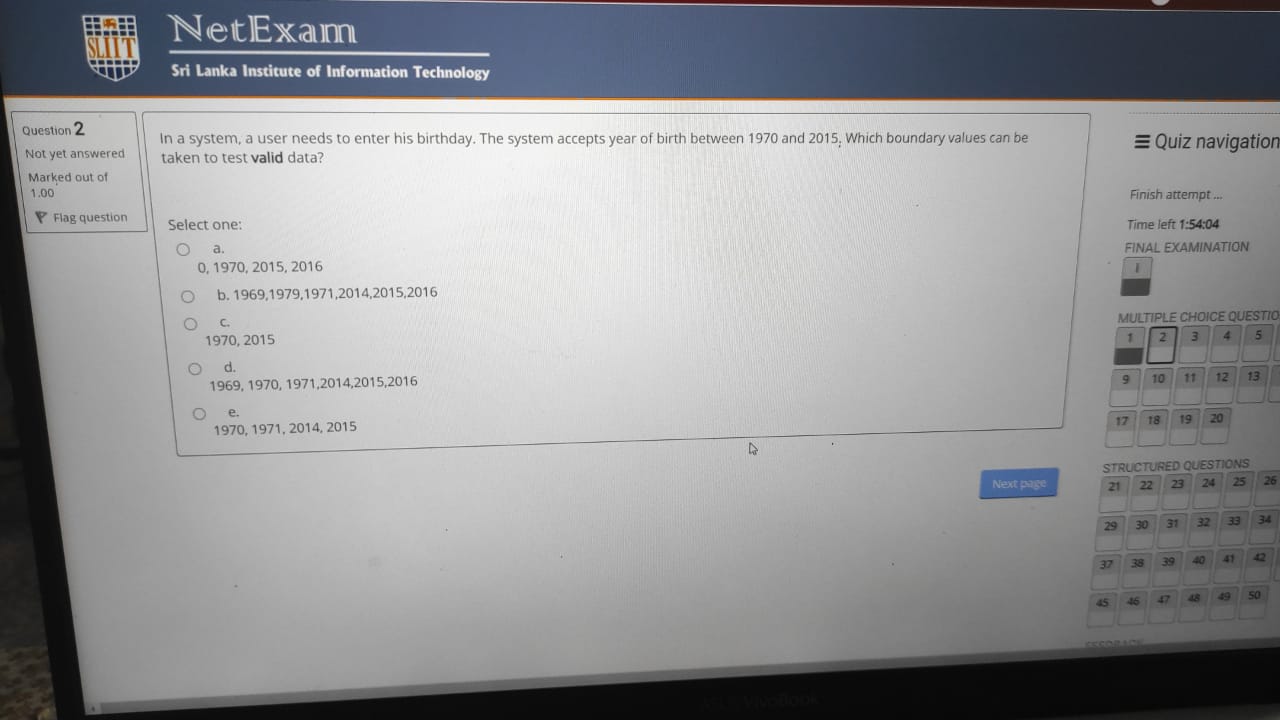 SLIIT
NetExam
Sri Lanka Institute of Information Technology
Question 2
Not yet answered
Marked out of
1.00
Flag question
In a system, a user needs to enter his birthday. The system accepts year of birth between 1970 and 2015. Which boundary values can be
taken to test valid data?
Select one:
a.
0, 1970, 2015, 2016
b. 1969,1979,1971,2014,2015,2016
c.
1970, 2015
d.
1969, 1970, 1971,2014,2015,2016
e.
1970, 1971, 2014, 2015
Next page
Quiz navigation
Finish attempt ...
Time left 1:54:04
FINAL EXAMINATION
i
MULTIPLE CHOICE QUESTIO
1 2 3 4 5
9 10 11 12 13
17 18 19 20
STRUCTURED QUESTIONS
21 22 23 24 25 26
29 30 31 32 33 34
37 38 39 40 41 42
45 46 47 48 49 50
VivoBook